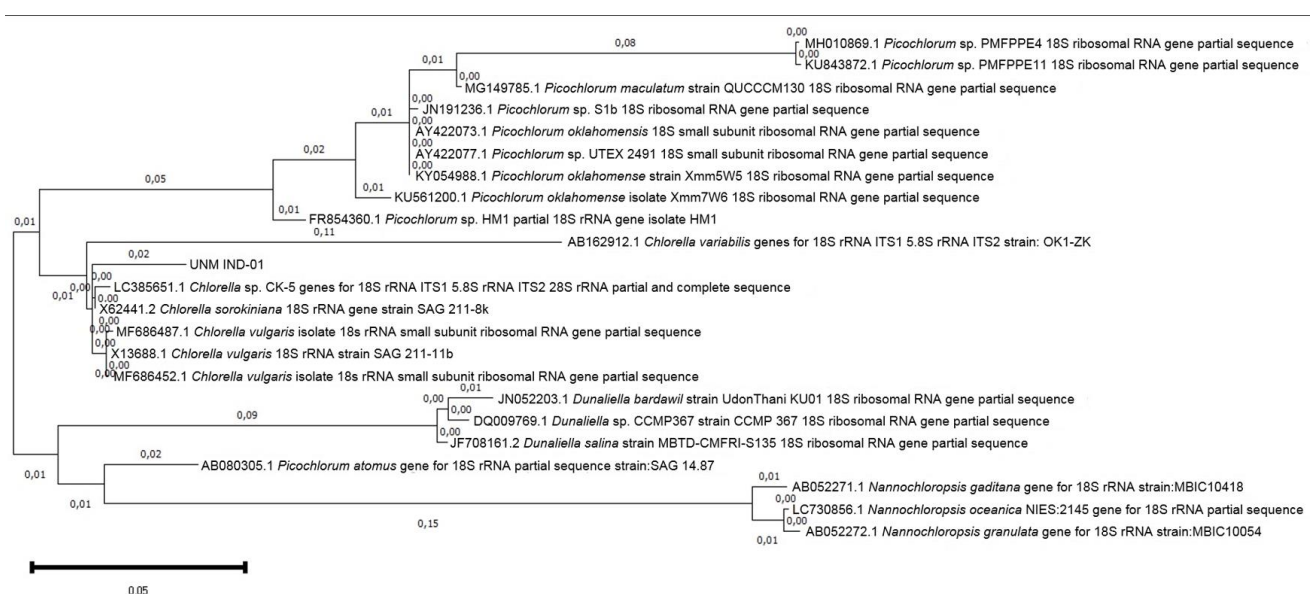 0,00
MH010869.1 Picochlorum sp. PMFPPE4 18S ribosomal RNA gene partial sequence
0,08
0,00
KU843872.1 Picochlorum sp. PMFPPE11 18S ribosomal RNA gene partial sequence
0,01
0,00
MG149785.1 Picochlorum maculatum strain QUCCCM130 18S ribosomal RNA gene partial sequence
0,00
JN191236.1 Picochlorum sp. S1b 18S ribosomal RNA gene partial sequence
0,01
0,00
AY422073.1 Picochlorum oklahomensis 18S small subunit ribosomal RNA gene partial sequence
0,00
AY422077.1 Picochlorum sp. UTEX 2491 18S small subunit ribosomal RNA gene partial sequence
0,02
0,00
KY054988.1 Picochlorum oklahomense strain Xmm5W5 18S ribosomal RNA gene partial sequence
0,01
KU561200.1 Picochlorum oklahomense isolate Xmm7W6 18S ribosomal RNA gene partial sequence
0,05
0,01
FR854360.1 Picochlorum sp. HM1 partial 18S rRNA gene isolate HM1
0,01
0,11
AB162912.1 Chlorella variabilis genes for 18S rRNA ITS1 5.8S rRNA ITS2 strain: OK1-ZK
0,02
UNM IND-01
0,00
0,00
LC385651.1 Chlorella sp. CK-5 genes for 18S rRNA ITS1 5.8S rRNA ITS2 28S rRNA partial and complete sequence
0,01
0,00
X62441.2 Chlorella sorokiniana 18S rRNA gene strain SAG 211-8k
0,00
0,00
MF686487.1 Chlorella vulgaris isolate 18s rRNA small subunit ribosomal RNA gene partial sequence
0,00
X13688.1 Chlorella vulgaris 18S rRNA strain SAG 211-11b
0,00
0,00
MF686452.1 Chlorella vulgaris isolate 18s rRNA small subunit ribosomal RNA gene partial sequence
0,01
0,00
JN052203.1 Dunaliella bardawil strain UdonThani KU01 18S ribosomal RNA gene partial sequence
0,09
0,00
DQ009769.1 Dunaliella sp. CCMP367 strain CCMP 367 18S ribosomal RNA gene partial sequence
0,00
JF708161.2 Dunaliella salina strain MBTD-CMFRI-S135 18S ribosomal RNA gene partial sequence
0,02
AB080305.1 Picochlorum atomus gene for 18S rRNA partial sequence strain:SAG 14.87
0,01
0,01
AB052271.1 Nannochloropsis gaditana gene for 18S rRNA strain:MBIC10418
0,01
0,00
LC730856.1 Nannochloropsis oceanica NIES:2145 gene for 18S rRNA partial sequence
0,15
0,00
AB052272.1 Nannochloropsis granulata gene for 18S rRNA strain:MBIC10054
0,01
0.05